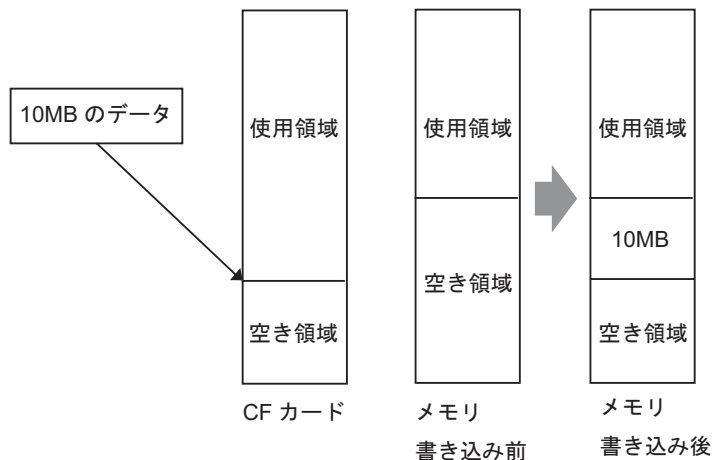 10MB のデータ
使用領域
空き領域
CF カード
使用領域
空き領域
メモリ
書き込み前
使用領域
10MB
空き領域
メモリ
書き込み後